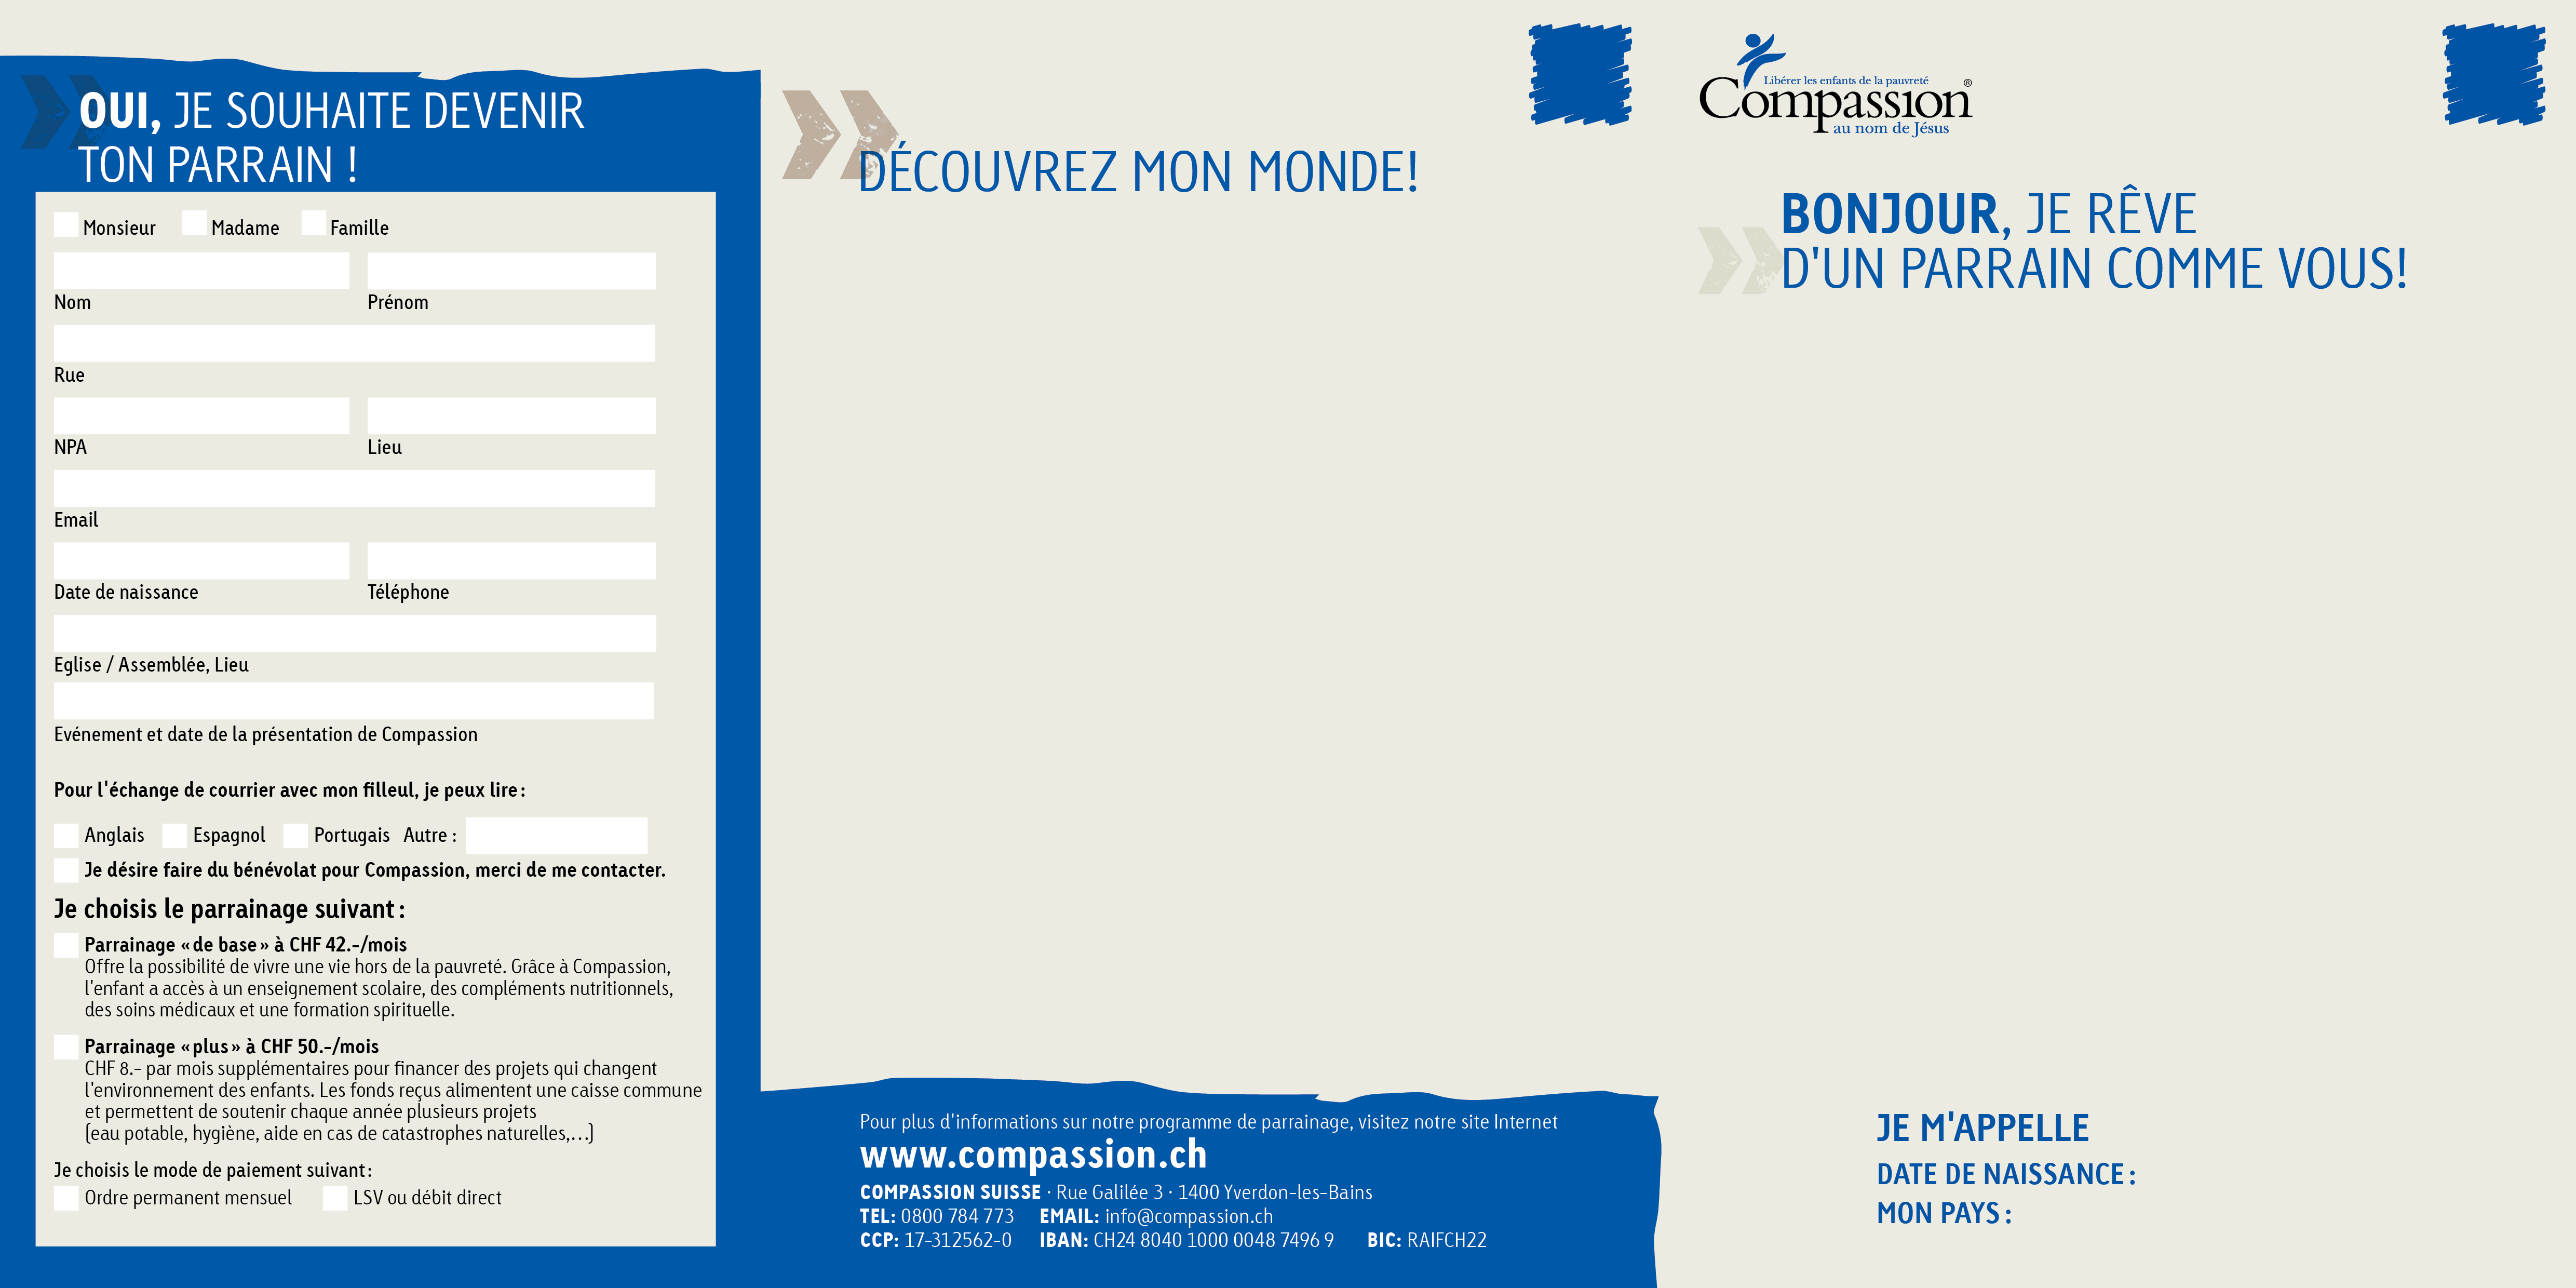 OUI, JE SOUHAITE DEVENIR
TON PARRAIN !
Monsieur Madame Famille
Nom Prénom
Rue
NPA Lieu
Email
Date de naissance Téléphone
Eglise / Assemblée, Lieu
Evénement et date de la présentation de Compassion
Pour l'échange de courrier avec mon filleul, je peux lire :
Anglais Espagnol Portugais Autre :
Je désire faire du bénévolat pour Compassion, merci de me contacter.
Je choisis le parrainage suivant :
Parrainage « de base » à CHF 42.-/mois
Offre la possibilité de vivre une vie hors de la pauvreté. Grâce à Compassion,
l'enfant a accès à un enseignement scolaire, des compléments nutritionnels,
des soins médicaux et une formation spirituelle.
Parrainage « plus » à CHF 50.-/mois
CHF 8.- par mois supplémentaires pour financer des projets qui changent
l'environnement des enfants. Les fonds reçus alimentent une caisse commune
et permettent de soutenir chaque année plusieurs projets
(eau potable, hygiène, aide en cas de catastrophes naturelles,...)
Je choisis le mode de paiement suivant :
Ordre permanent mensuel LSV ou débit direct
DÉCOUVREZ MON MONDE!
Pour plus d'informations sur notre programme de parrainage, visitez notre site Internet
www.compassion.ch
COMPASSION SUISSE · Rue Galilée 3 · 1400 Yverdon-les-Bains
TEL: 0800 784 773 EMAIL: info@compassion.ch
CCP: 17-312562-0 IBAN: CH24 8040 1000 0048 7496 9 BIC: RAIFCH22
Libérer les enfants de la pauvreté
Compassion®
au nom de Jésus
BONJOUR, JE RÊVE
D'UN PARRAIN COMME VOUS!
JE M'APPELLE
DATE DE NAISSANCE :
MON PAYS :